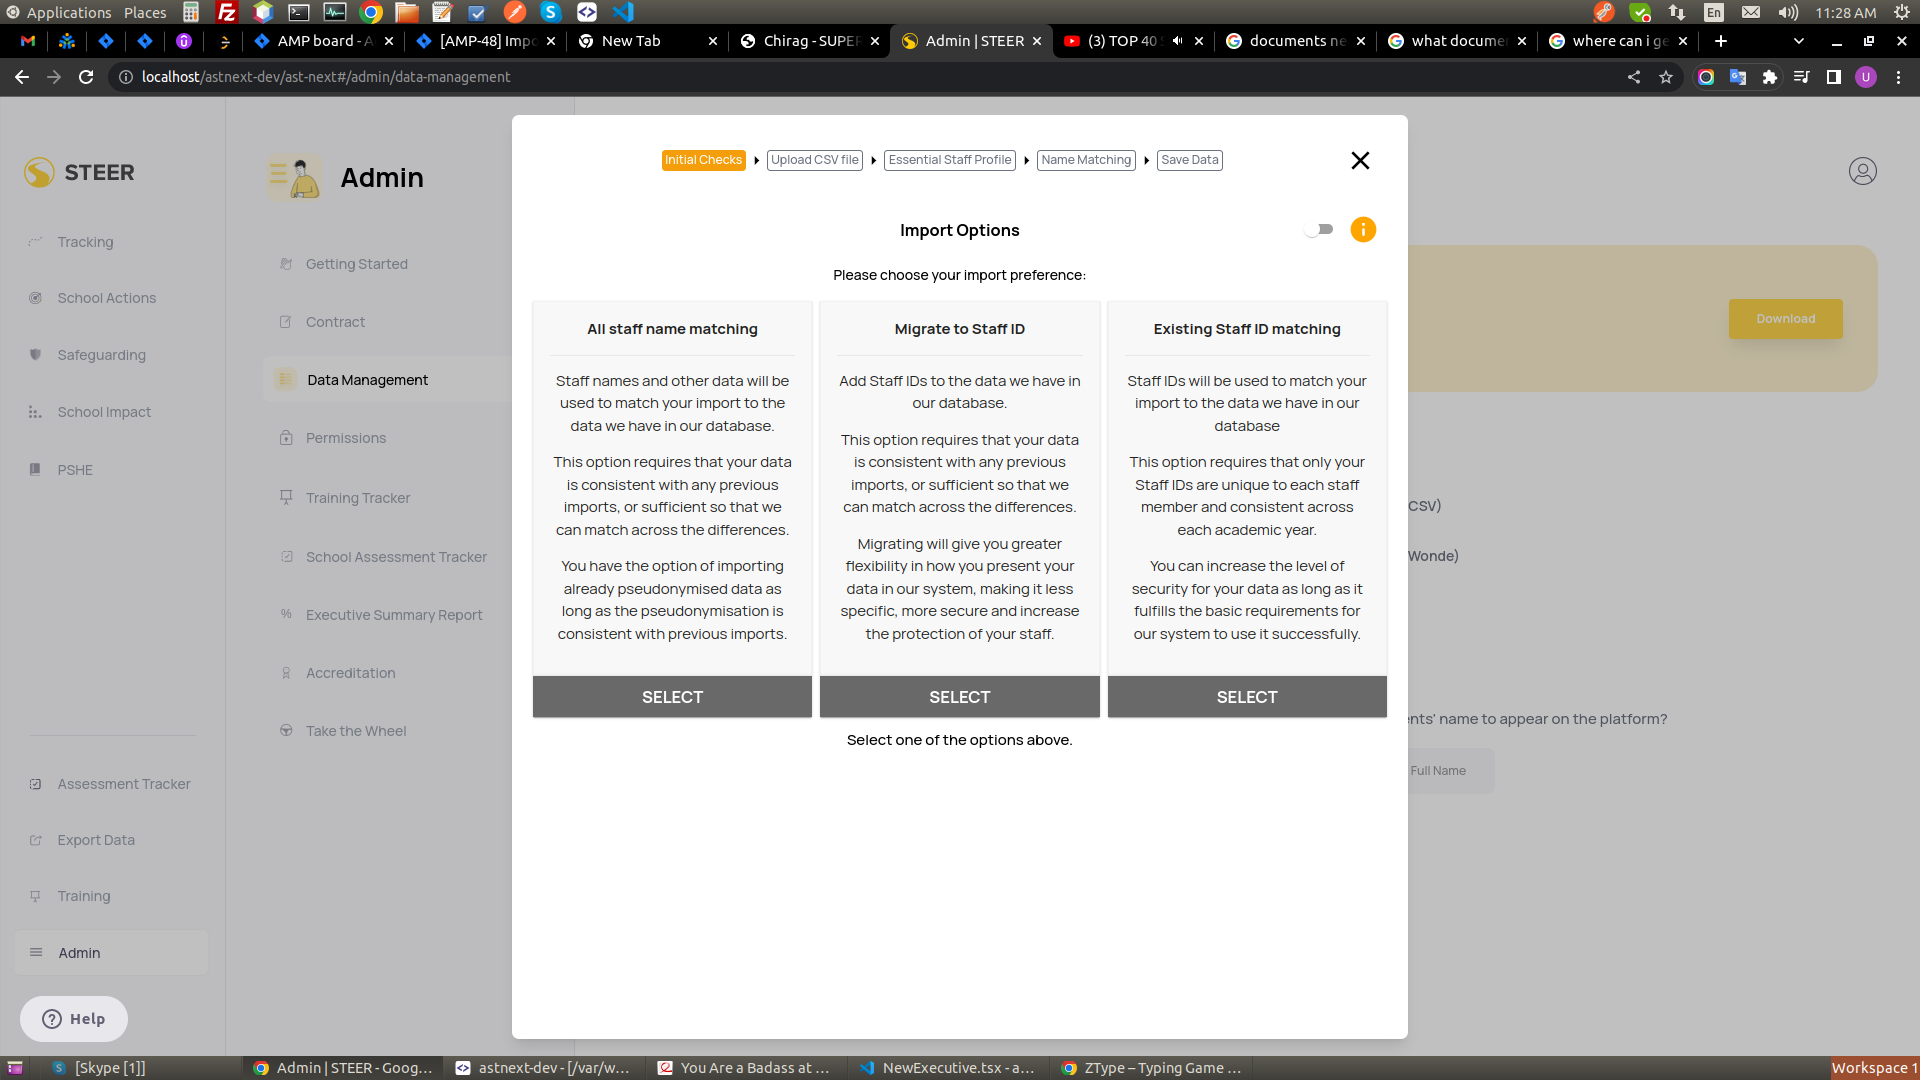 Applications Places
En
11:28 AM
AMP board - A
[AMP-48] Impo
New Tab
Chirag - SUPER
Admin | STEER
(3) TOP 40
documents ne
what docume
where can i ge
localhost/astnext-dev/ast-next#/admin/data-management
U
STEER
Tracking
School Actions
Safeguarding
School Impact
PSHE
Assessment Tracker
Export Data
Training
Admin
Help
Admin
Getting Started
Contract
Data Management
Permissions
Training Tracker
School Assessment Tracker
Executive Summary Report
Accreditation
Take the Wheel
Initial Checks
Upload CSV file
Essential Staff Profile
Name Matching
Save Data
Import Options
Please choose your import preference:
All staff name matching
Staff names and other data will be
used to match your import to the
data we have in our database.
This option requires that your data
is consistent with any previous
imports, or sufficient so that we
can match across the differences.
You have the option of importing
already pseudonymised data as
long as the pseudonymisation is
consistent with previous imports.
SELECT
Migrate to Staff ID
Add Staff IDs to the data we have in
our database.
This option requires that your data
is consistent with any previous
imports, or sufficient so that we
can match across the differences.
Migrating will give you greater
flexibility in how you present your
data in our system, making it less
specific, more secure and increase
the protection of your staff.
SELECT
Existing Staff ID matching
Staff IDs will be used to match your
import to the data we have in our
database
This option requires that only your
Staff IDs are unique to each staff
member and consistent across
each academic year.
You can increase the level of
security for your data as long as it
fulfills the basic requirements for
our system to use it successfully.
SELECT
Select one of the options above.
Download
CSV)
Wonde)
ents' name to appear on the platform?
Full Name
[Skype [1]]
Admin | STEER - Goog...
astnext-dev - [/var/w...
You Are a Badass at ...
NewExecutive.tsx - a...
ZType – Typing Game ...
Workspace 1